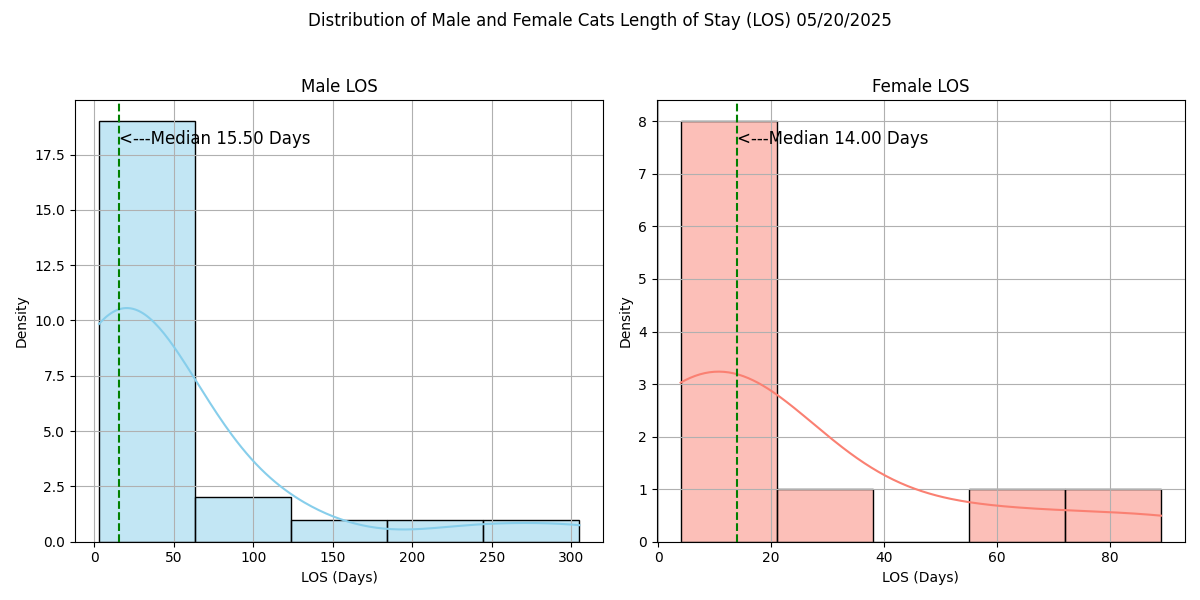 Distribution of Male and Female Cats Length of Stay (LOS) 05/20/2025
Male LOS
<---Median 15.50 Days
Density
17.5
15.0
12.5
10.0
7.5
5.0
2.5
0.0
0 50 100 150 200 250 300
LOS (Days)
Female LOS
<---Median 14.00 Days
Density
8
7
6
5
4
3
2
1
0
0 20 40 60 80
LOS (Days)